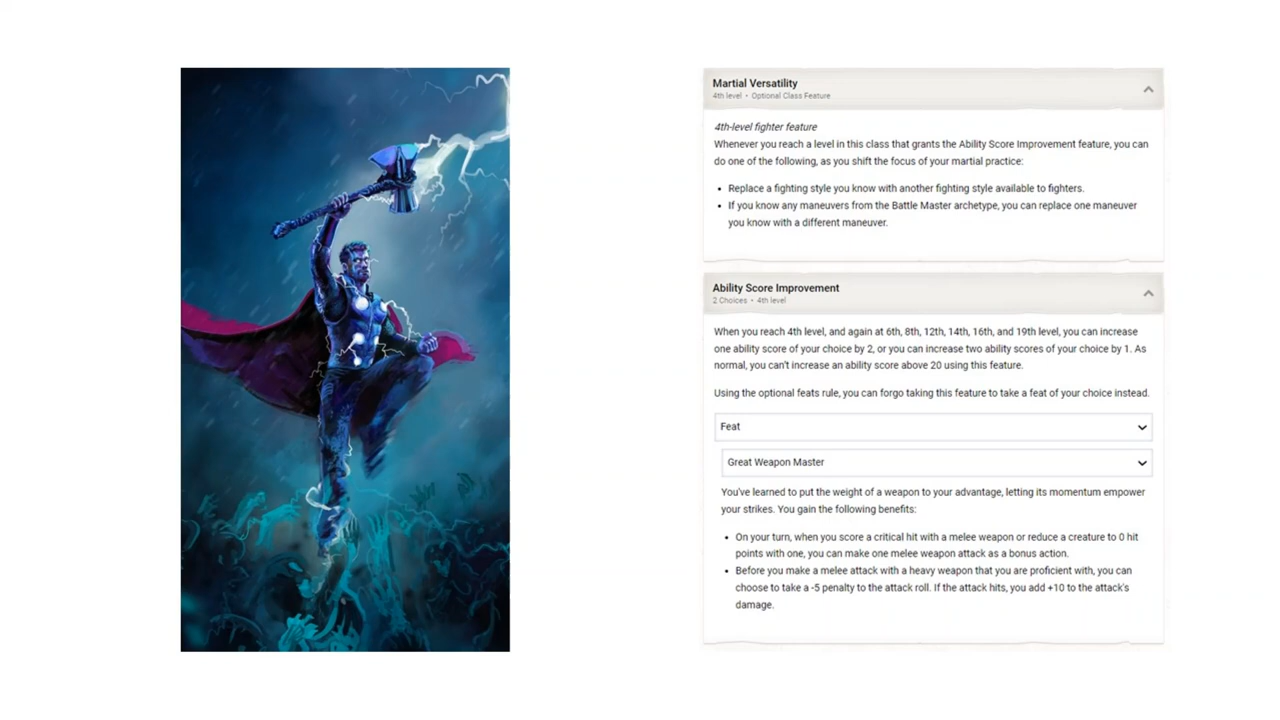 Martial Versatility
4th level • Optional Class Feature
4th-level fighter feature
Whenever you reach a level in this class that grants the Ability Score Improvement feature, you can
do one of the following, as you shift the focus of your martial practice:
• Replace a fighting style you know with another fighting style available to fighters.
• If you know any maneuvers from the Battle Master archetype, you can replace one maneuver
you know with a different maneuver.
Ability Score Improvement
2 Choices • 4th level
When you reach 4th level, and again at 6th, 8th, 12th, 14th, 16th, and 19th level, you can increase
one ability score of your choice by 2, or you can increase two ability scores of your choice by 1. As
normal, you can't increase an ability score above 20 using this feature.
Using the optional feats rule, you can forgo taking this feature to take a feat of your choice instead.
Feat
Great Weapon Master
You've learned to put the weight of a weapon to your advantage, letting its momentum empower
your strikes. You gain the following benefits:
• On your turn, when you score a critical hit with a melee weapon or reduce a creature to 0 hit
points with one, you can make one melee weapon attack as a bonus action.
• Before you make a melee attack with a heavy weapon that you are proficient with, you can
choose to take a -5 penalty to the attack roll. If the attack hits, you add +10 to the attack's
damage.